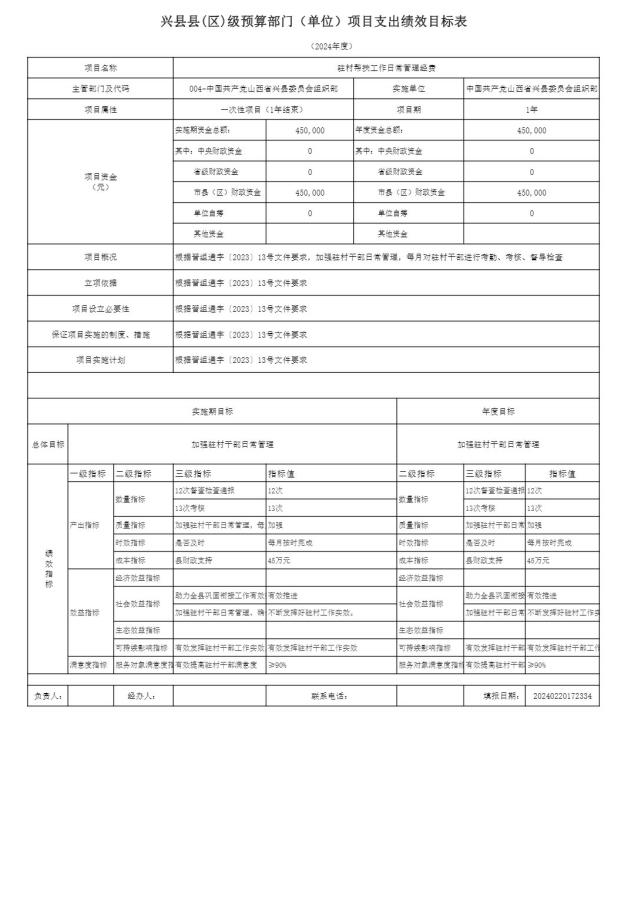 兴县县(区)级预算部门（单位）项目支出绩效目标表
（2024年度）
项目名称 驻村帮扶工作日常管理经费
主管部门及代码 004-中国共产党山西省兴县委员会组织部 实施单位 中国共产党山西省兴县委员会组织部
项目属性 一次性项目（1年结束） 项目期 1年
项目资金（元） 实施期资金总额: 450,000 年度资金总额: 450,000
其中: 中央财政资金 0 其中: 中央财政资金 0
省级财政资金 0 省级财政资金 0
市县（区）财政资金 450,000 市县（区）财政资金 450,000
单位自筹 0 单位自筹 0
其他资金 其他资金
项目概况 根据晋组通字〔2023〕13号文件要求，加强驻村干部日常管理，每月对驻村干部进行考勤、考核、督导检查
立项依据 根据晋组通字〔2023〕13号文件要求
项目设立必要性 根据晋组通字〔2023〕13号文件要求
保证项目实施的制度、措施 根据晋组通字〔2023〕13号文件要求
项目实施计划 根据晋组通字〔2023〕13号文件要求
实施期目标 年度目标
总体目标 加强驻村干部日常管理 加强驻村干部日常管理
绩效指标 一级指标 二级指标 三级指标 指标值 二级指标 三级指标 指标值
产出指标 数量指标 12次督查检查通报 12次 数量指标 12次督查检查通报 12次
13次考核 13次 13次考核 13次
质量指标 加强驻村干部日常管理，每 加强 质量指标 加强驻村干部日常 加强
时效指标 是否及时 每月按时完成 时效指标 是否及时 每月按时完成
成本指标 县财政支持 45万元 成本指标 县财政支持 45万元
效益指标 经济效益指标 经济效益指标
社会效益指标 助力全县巩固衔接工作有效 有效推进 社会效益指标 助力全县巩固衔接 有效推进
加强驻村干部日常管理、确 不断发挥好驻村工作实效。 加强驻村干部日常 不断发挥好驻村工作实
生态效益指标 生态效益指标
可持续影响指标 有效发挥驻村干部工作实效 有效发挥驻村干部工作实效 可持续影响指标 有效发挥驻村干部 有效发挥驻村干部工作
满意度指标 服务对象满意度指 有效提高驻村干部满意度 ≥90% 服务对象满意度指标 有效提高驻村干部 ≥90%
负责人: 经办人: 联系电话: 填报日期: 20240220172334